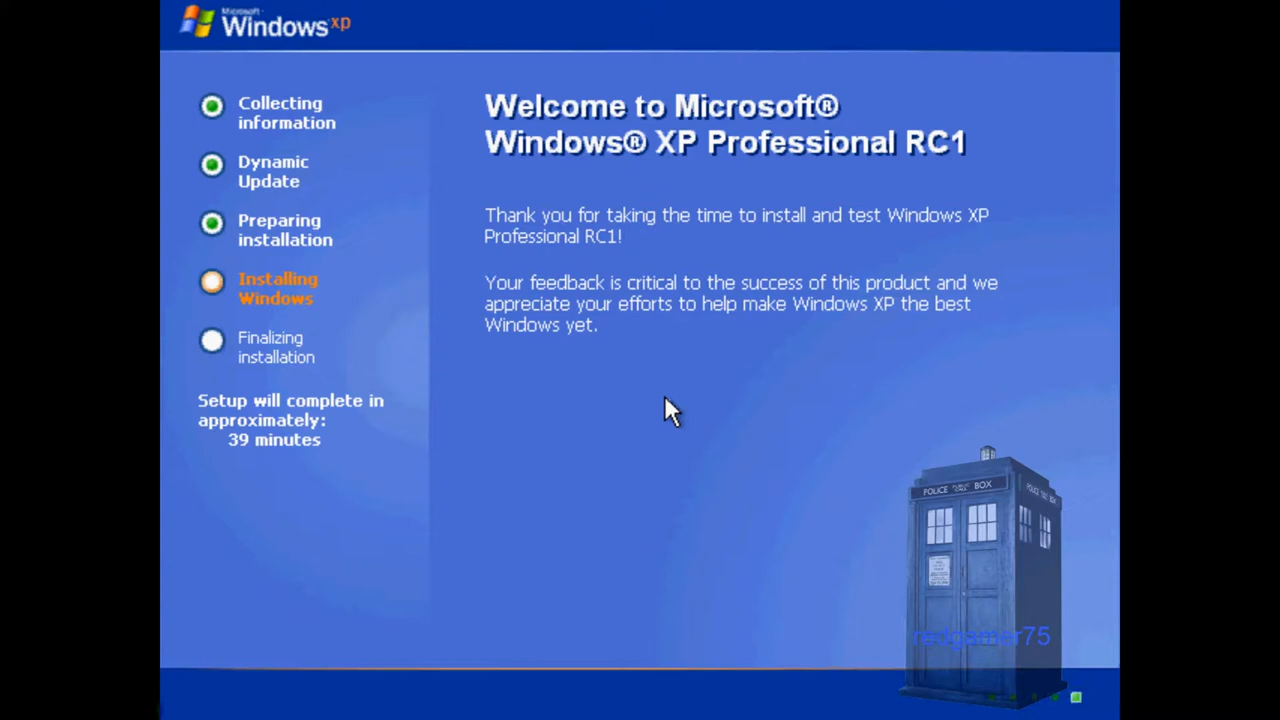 Microsoft
Windows xp
Collecting
information
Dynamic
Update
Preparing
installation
Installing
Windows
Finalizing
installation
Setup will complete in
approximately:
39 minutes
Welcome to Microsoft®
Windows® XP Professional RC1
Thank you for taking the time to install and test Windows XP
Professional RC1!
Your feedback is critical to the success of this product and we
appreciate your efforts to help make Windows XP the best
Windows yet.
POLICE PUBLIC CALL BOX
redgamer75